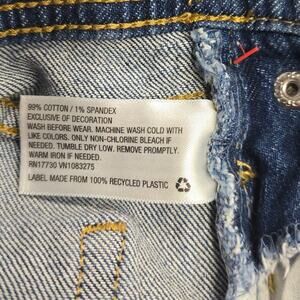 99% COTTON / 1% SPANDEX
EXCLUSIVE OF DECORATION
WASH BEFORE WEAR. MACHINE WASH COLD WITH
LIKE COLORS. ONLY NON-CHLORINE BLEACH IF
NEEDED. TUMBLE DRY LOW. REMOVE PROMPTLY.
WARM IRON IF NEEDED.
RN17730 VN1083275
LABEL MADE FROM 100% RECYCLED PLASTIC